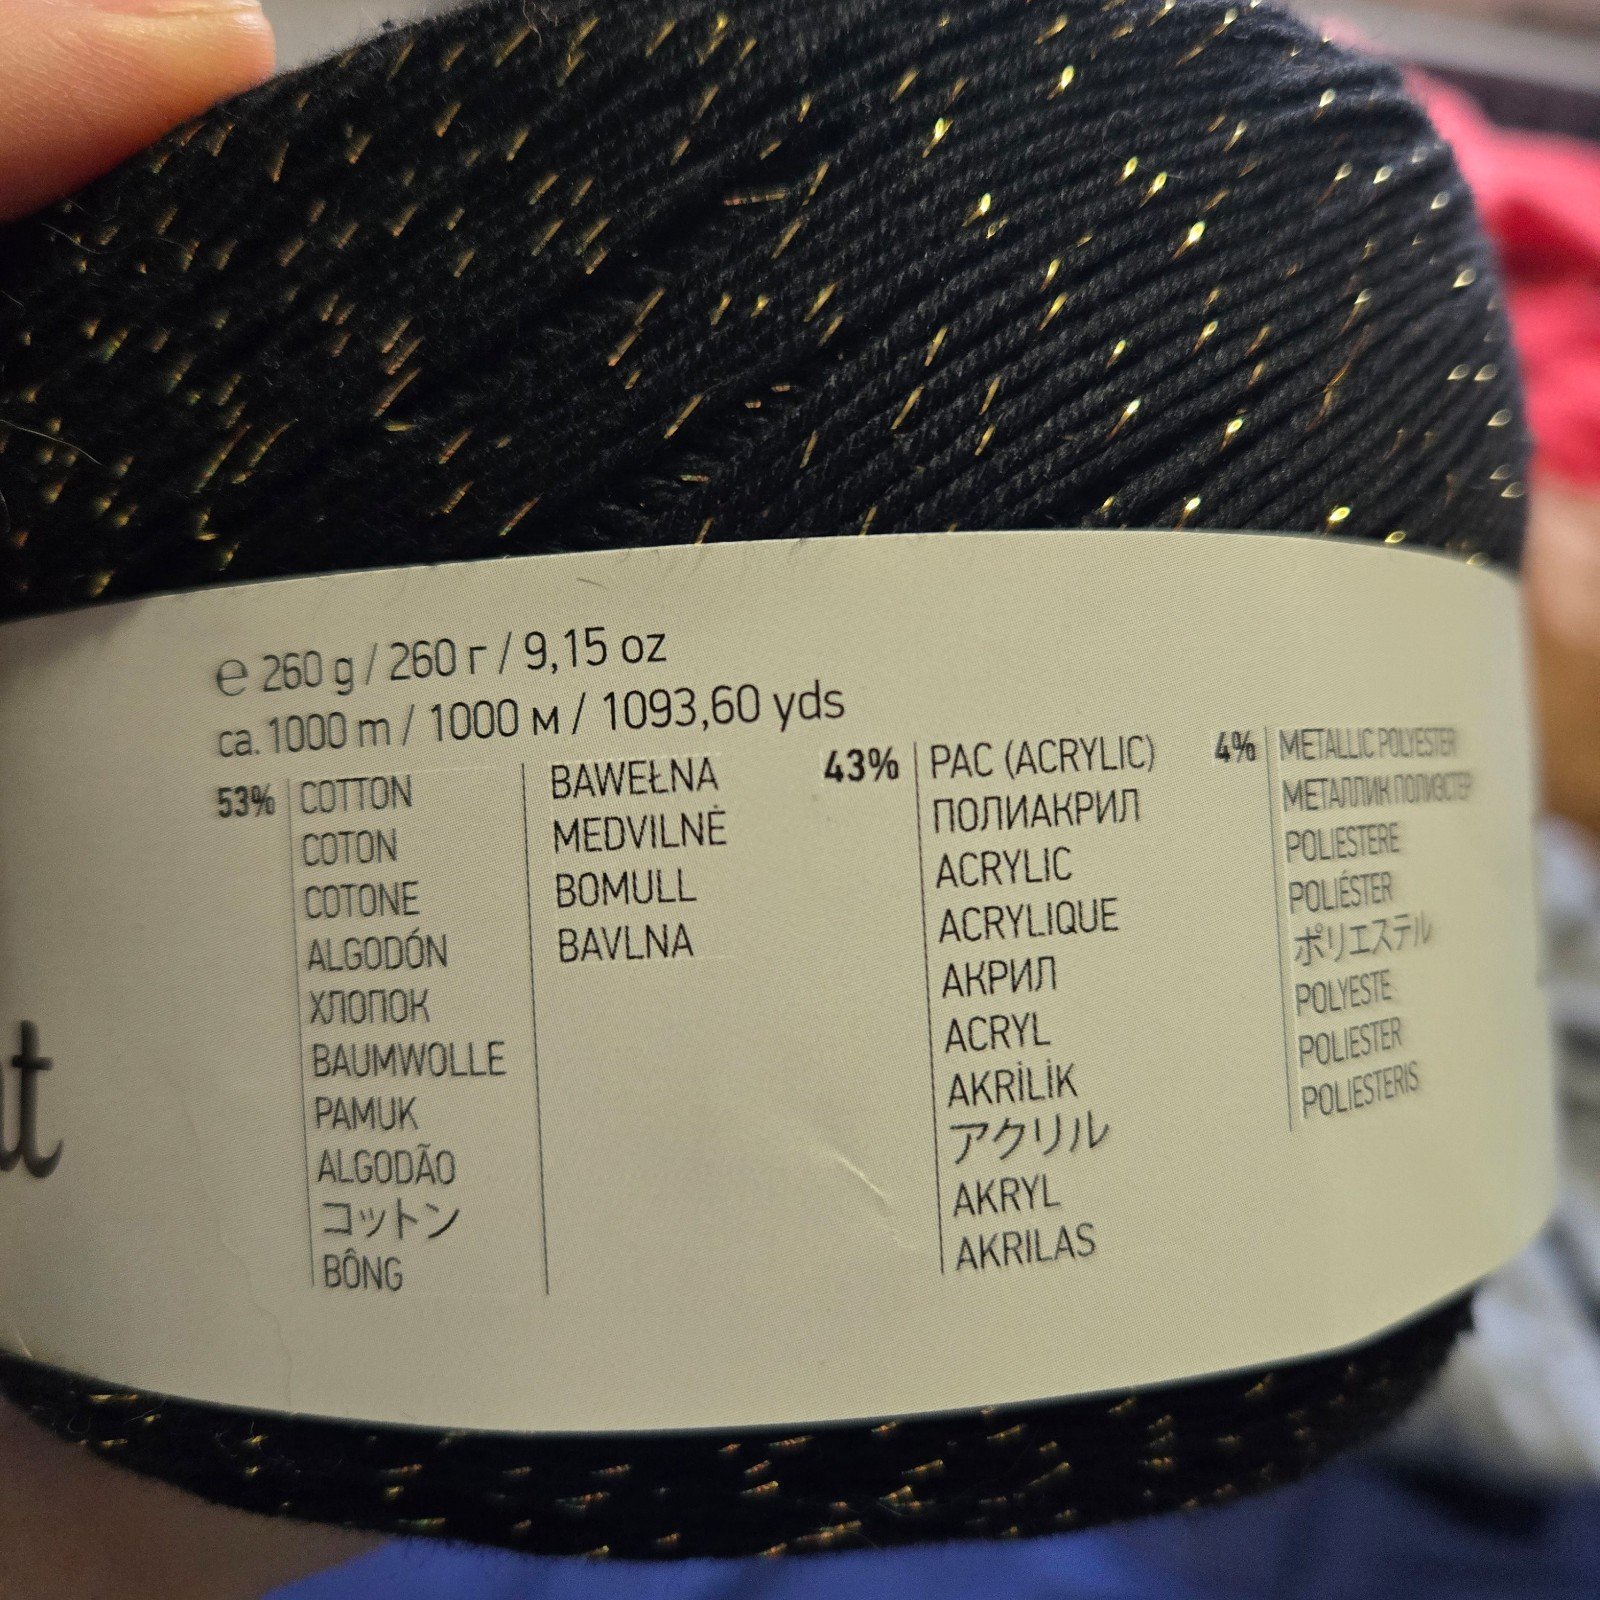 ℮ 260 g / 260 г / 9,15 oz
ca. 1000 m / 1000 м / 1093,60 yds
53%
COTTON
COTON
COTONE
ALGODÓN
ХЛОПОК
BAUMWOLLE
PAMUK
ALGODÃO
コットン
BÔNG
BAWEŁNA
MEDVILNĖ
BOMULL
BAVLNA
43%
PAC (ACRYLIC)
ПОЛИАКРИЛ
ACRYLIC
ACRYLIQUE
АКРИЛ
ACRYL
AKRİLİK
アクリル
AKRYL
AKRILAS
4%
METALLIC POLYESTER
МЕТАЛЛИК ПОЛИЭСТЕР
POLIESTERE
POLIÉSTER
ポリエステル
POLYESTE
POLIESTER
POLIESTERIS